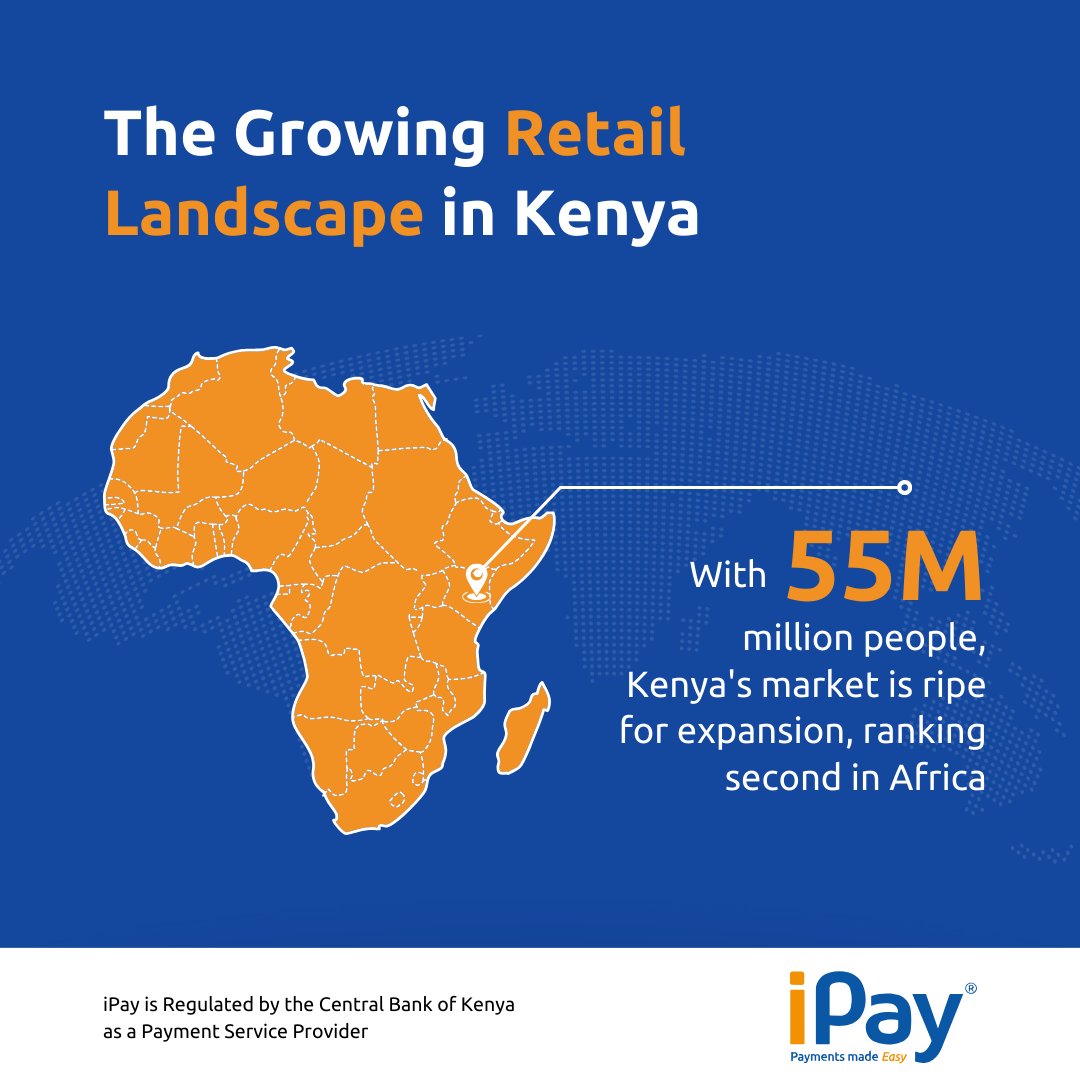 The Growing Retail
Landscape in Kenya
With 55M
million people,
Kenya's market is ripe
for expansion, ranking
second in Africa
iPay is Regulated by the Central Bank of Kenya
as a Payment Service Provider
iPay®
Payments made Easy